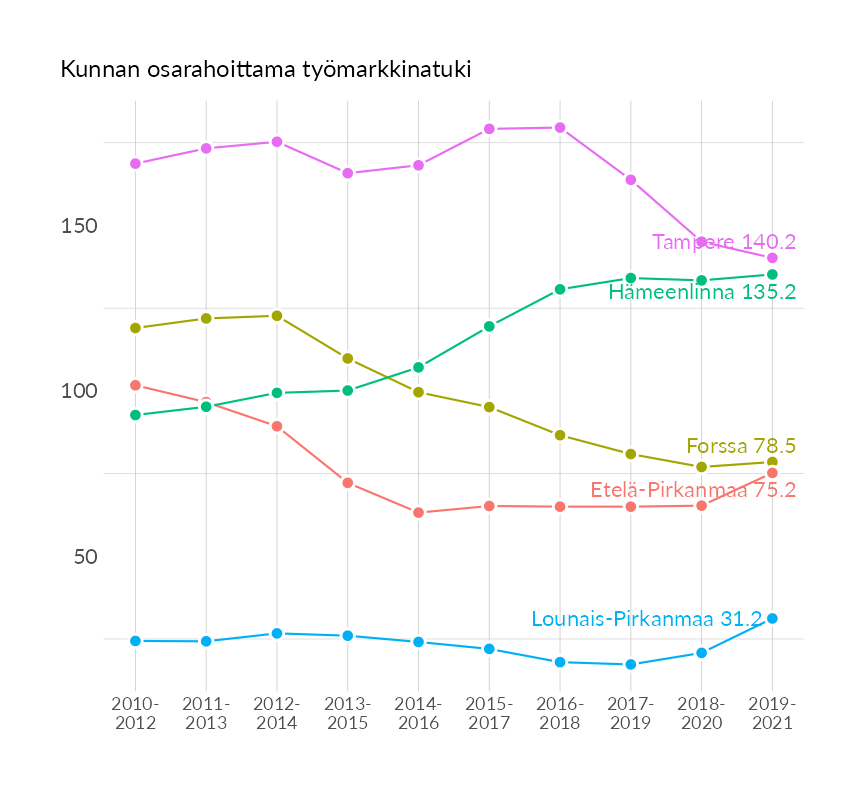 Kunnan osarahoittama työmarkkinatuki
150
Tampere 140.2
Hämeenlinna 135.2
100
Forssa 78.5
Etelä-Pirkanmaa 75.2
50
Lounais-Pirkanmaa 31.2
2010- 2011- 2012- 2013- 2014- 2015- 2016- 2017- 2018- 2019-
2012 2013 2014 2015 2016 2017 2018 2019 2020 2021